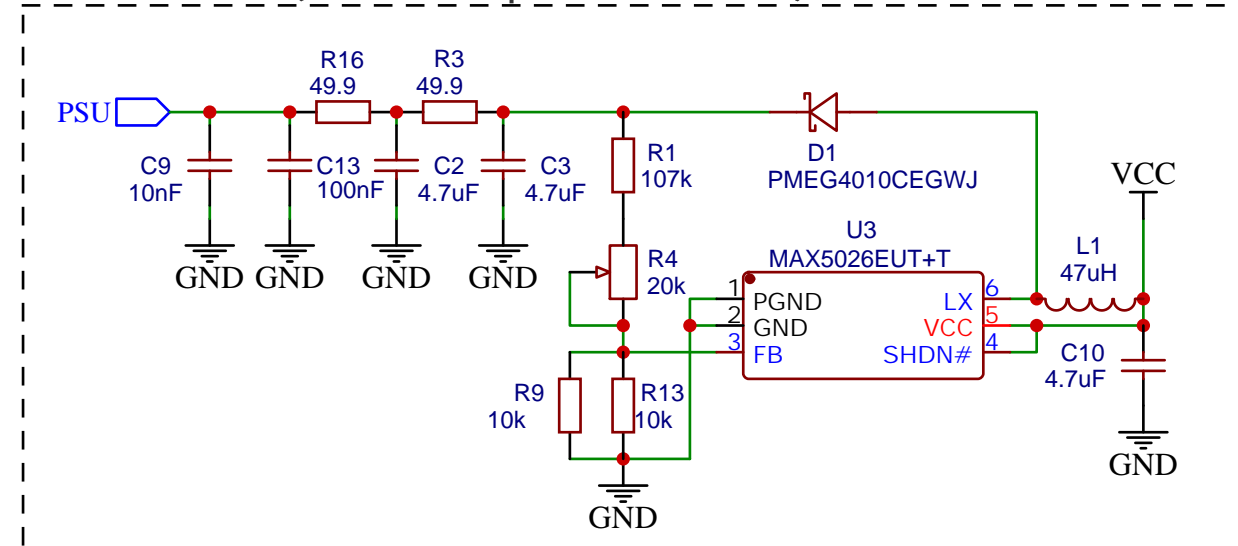 R16
49.9
R3
49.9
PSU
C9
10nF
C13
100nF
C2
4.7uF
C3
4.7uF
GND
GND
GND
GND
R1
107k
D1
PMEG4010CEGWJ
VCC
U3
MAX5026EUT+T
L1
47uH
R4
20k
1
PGND
LX
6
2
GND
VCC
5
3
FB
SHDN#
4
C10
4.7uF
R9
10k
R13
10k
GND
GND